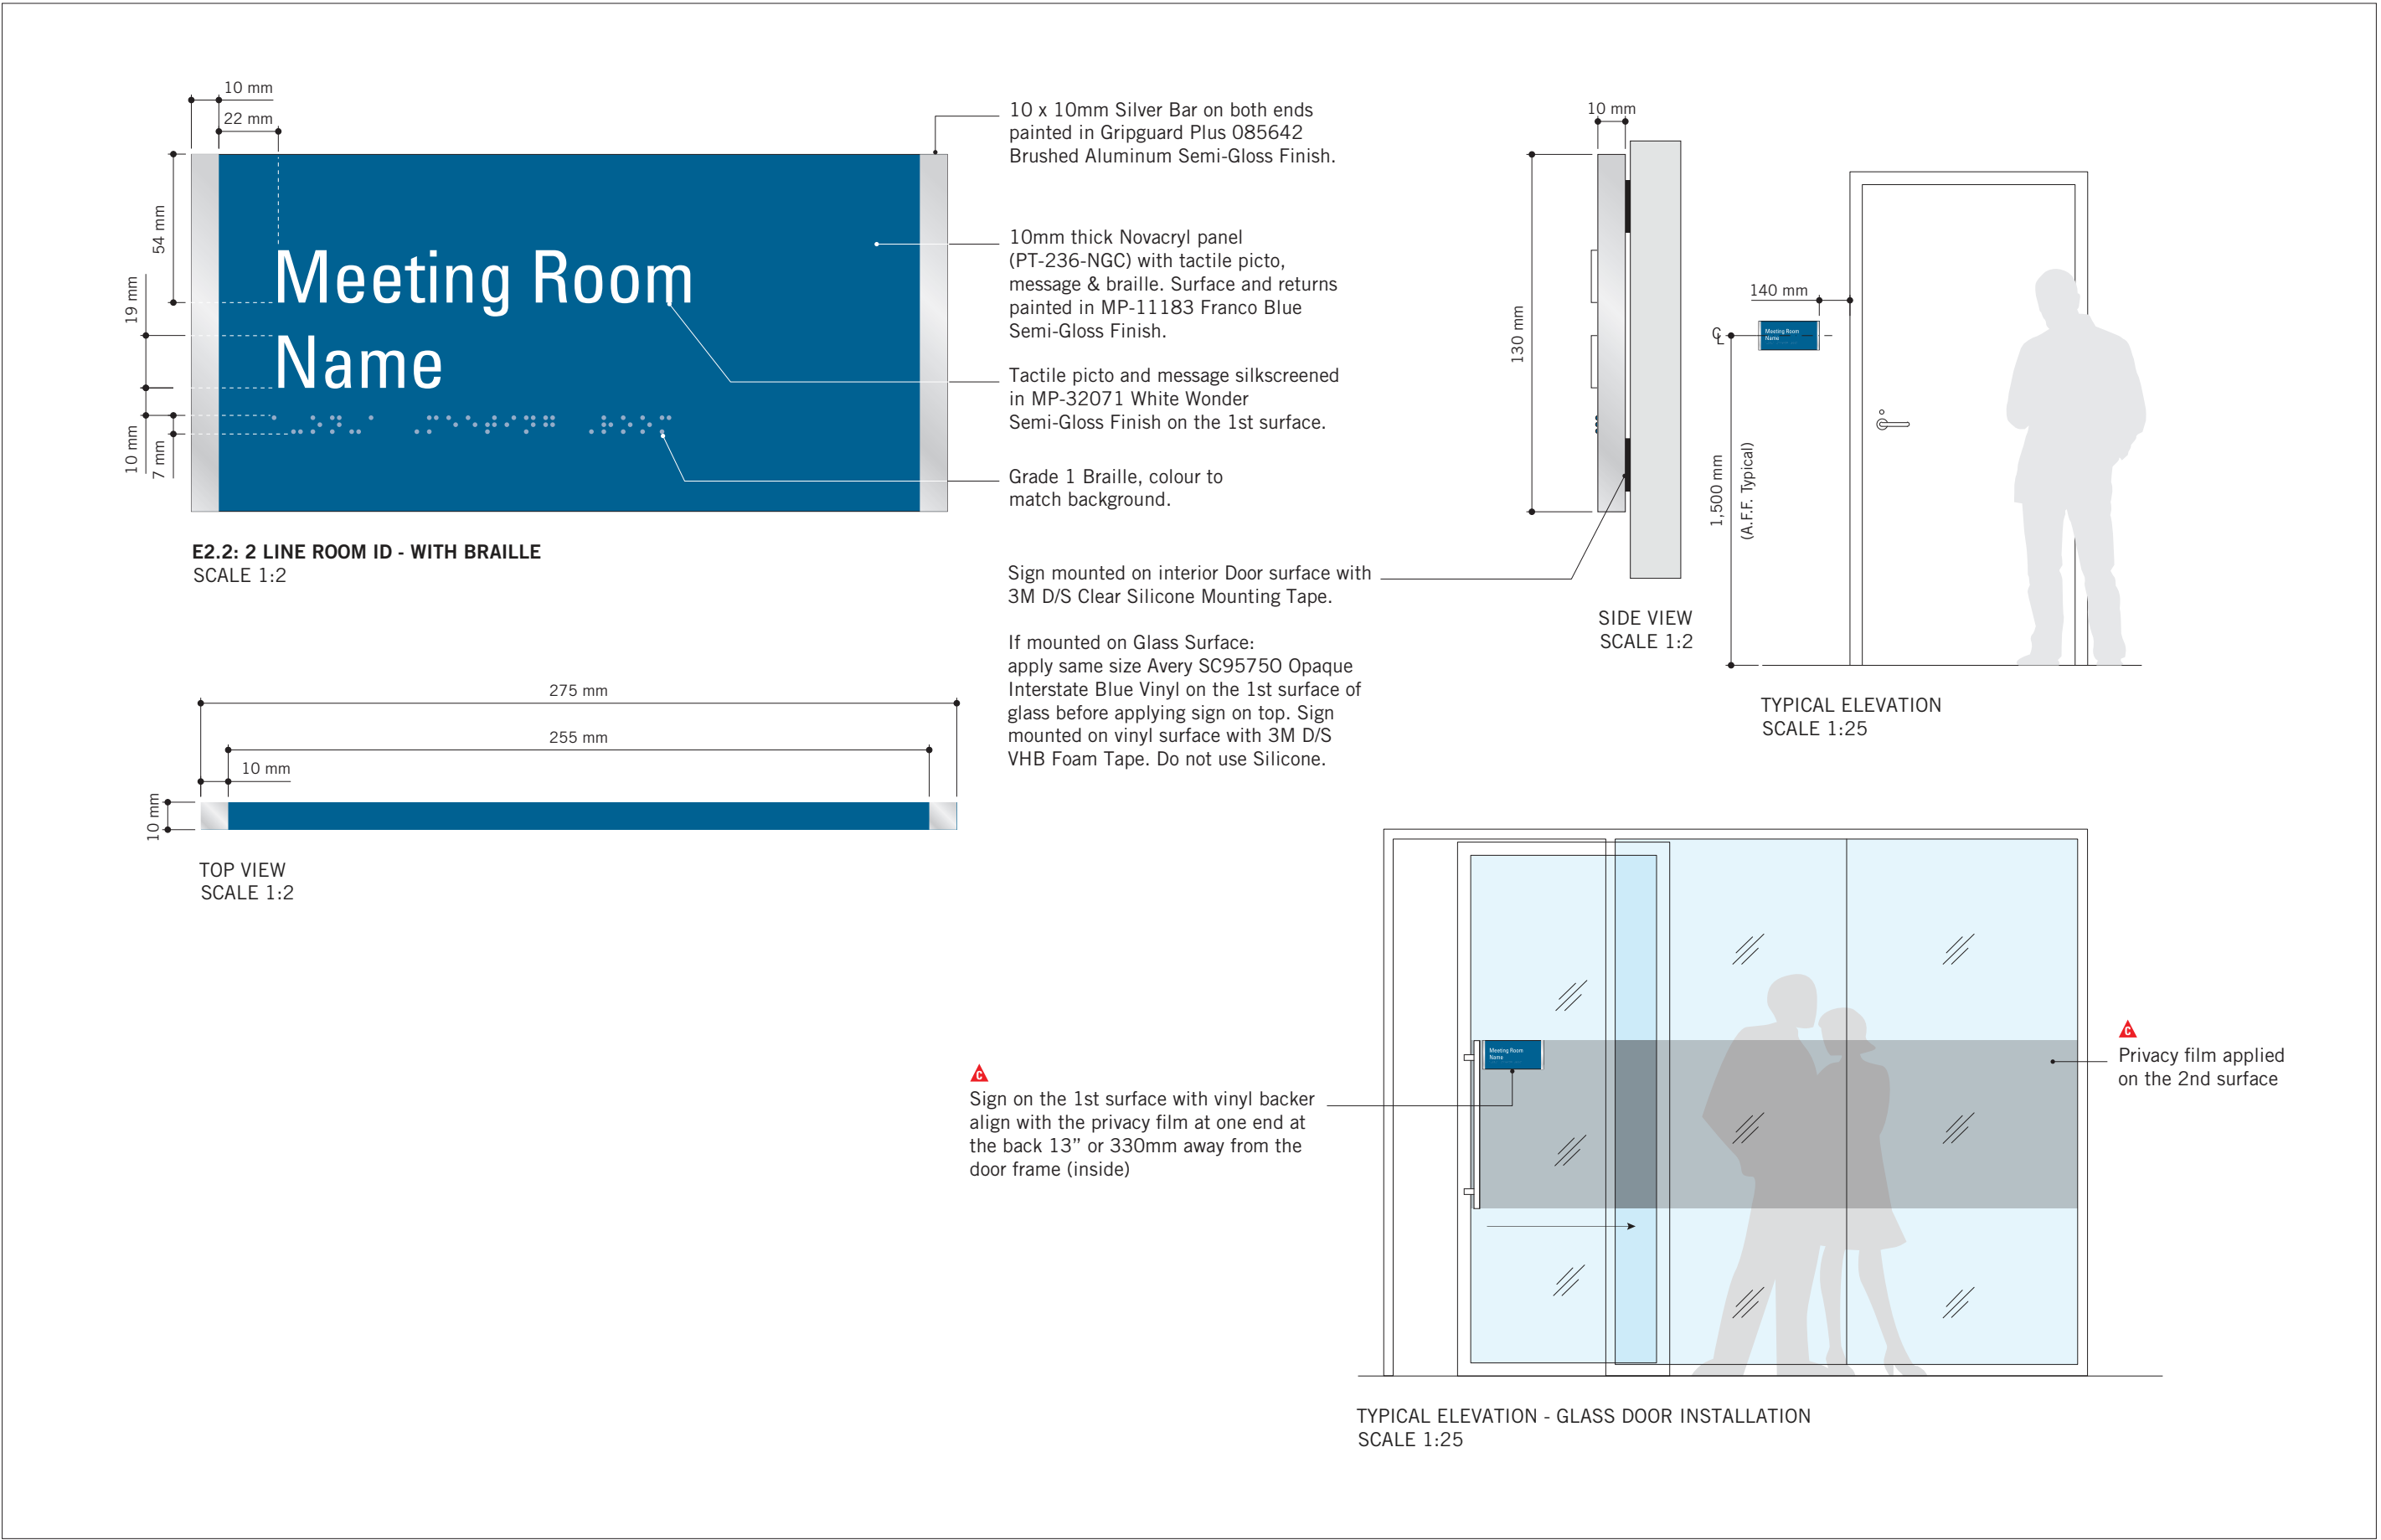 10 mm
22 mm
54 mm
19 mm
10 mm
7 mm
Meeting Room
Name
10 x 10mm Silver Bar on both ends
painted in Gripguard Plus 085642
Brushed Aluminum Semi-Gloss Finish.
10mm thick Novacryl panel
(PT-236-NGC) with tactile picto,
message & braille. Surface and returns
painted in MP-11183 Franco Blue
Semi-Gloss Finish.
Tactile picto and message silkscreened
in MP-32071 White Wonder
Semi-Gloss Finish on the 1st surface.
Grade 1 Braille, colour to
match background.
E2.2: 2 LINE ROOM ID - WITH BRAILLE
SCALE 1:2
Sign mounted on interior Door surface with
3M D/S Clear Silicone Mounting Tape.
If mounted on Glass Surface:
apply same size Avery SC95750 Opaque
Interstate Blue Vinyl on the 1st surface of
glass before applying sign on top. Sign
mounted on vinyl surface with 3M D/S
VHB Foam Tape. Do not use Silicone.
10 mm
130 mm
SIDE VIEW
SCALE 1:2
140 mm
CL
Meeting Room
Name
1,500 mm
(A.F.F. Typical)
TYPICAL ELEVATION
SCALE 1:25
275 mm
255 mm
10 mm
10 mm
TOP VIEW
SCALE 1:2
C
Sign on the 1st surface with vinyl backer
align with the privacy film at one end at
the back 13” or 330mm away from the
door frame (inside)
Meeting Room
Name
C
Privacy film applied
on the 2nd surface
TYPICAL ELEVATION - GLASS DOOR INSTALLATION
SCALE 1:25